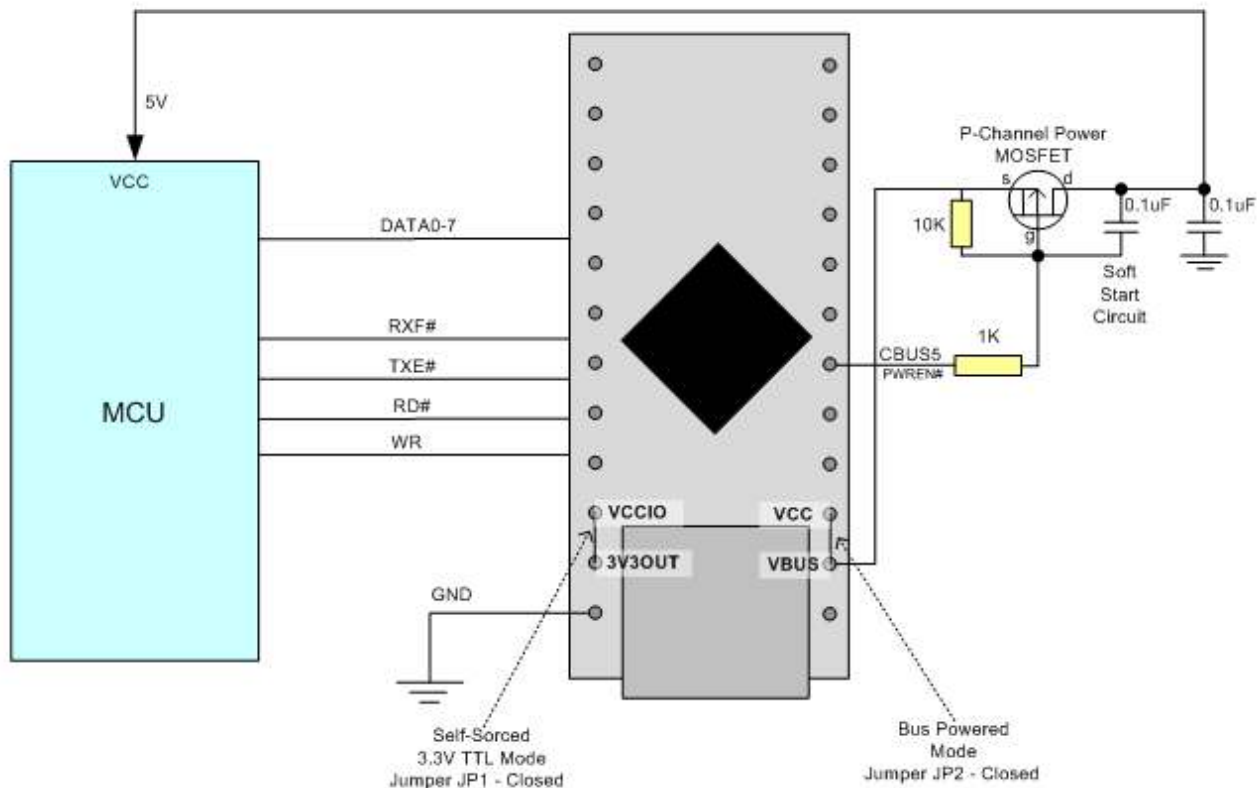 5V
VCC
MCU
DATA0-7
RXF#
TXE#
RD#
WR
GND
VCCIO
3V3OUT
VCC
VBUS
CBUS5
PWREN#
1K
10K
P-Channel Power
MOSFET
s
d
g
0.1uF
0.1uF
Soft
Start
Circuit
Self-Sorced
3.3V TTL Mode
Jumper JP1 - Closed
Bus Powered
Mode
Jumper JP2 - Closed